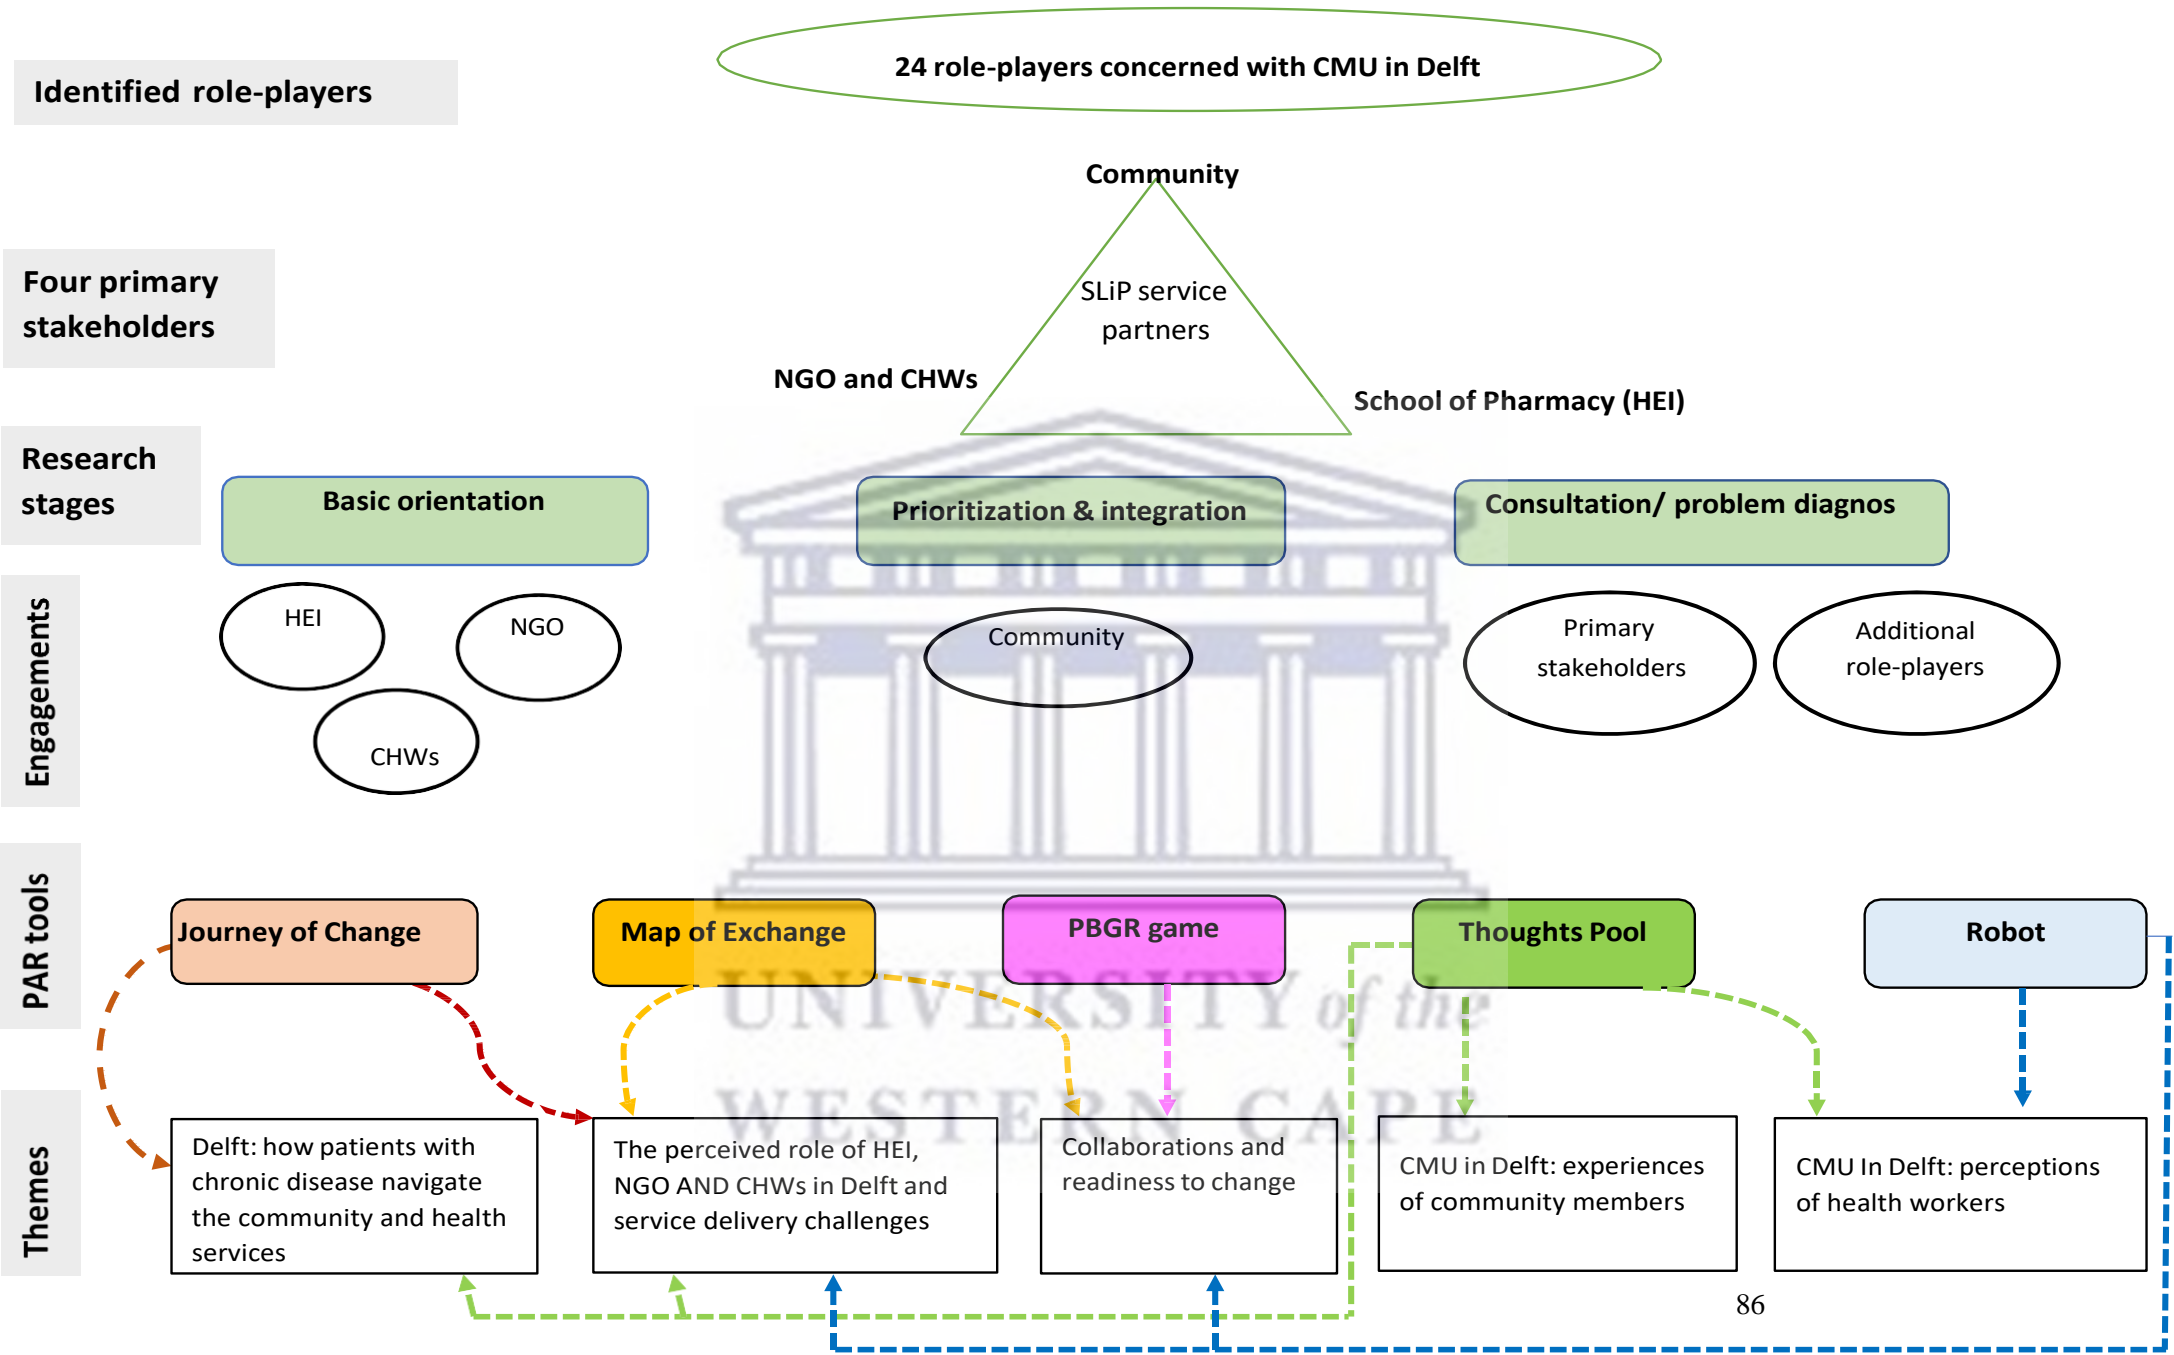 24 role-players concerned with CMU in Delft
Identified role-players
Community
Four primary
stakeholders
SLiP service
partners
NGO and CHWs
School of Pharmacy (HEI)
Research
stages
Basic orientation
Prioritization & integration
Consultation/ problem diagnos
Engagements
HEI
NGO
CHWs
Community
Primary
stakeholders
Additional
role-players
PAR tools
Journey of Change
Map of Exchange
PBGR game
Thoughts Pool
Robot
UNIVERSITY of the
WESTERN CAPE
Themes
Delft: how patients with
chronic disease navigate
the community and health
services
The perceived role of HEI,
NGO AND CHWs in Delft and
service delivery challenges
Collaborations and
readiness to change
CMU in Delft: experiences
of community members
CMU In Delft: perceptions
of health workers
86